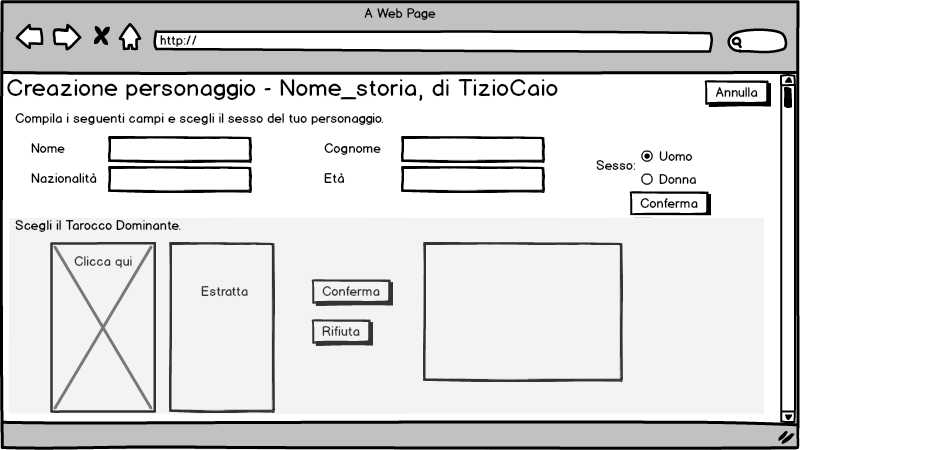 A Web Page
http://
Creazione personaggio - Nome_storia, di TizioCaio
Annulla
Compila i seguenti campi e scegli il sesso del tuo personaggio.
Nome
Cognome
Nazionalità
Età
Sesso:
Uomo
Donna
Conferma
Scegli il Tarocco Dominante.
Clicca qui
Estratta
Conferma
Rifiuta